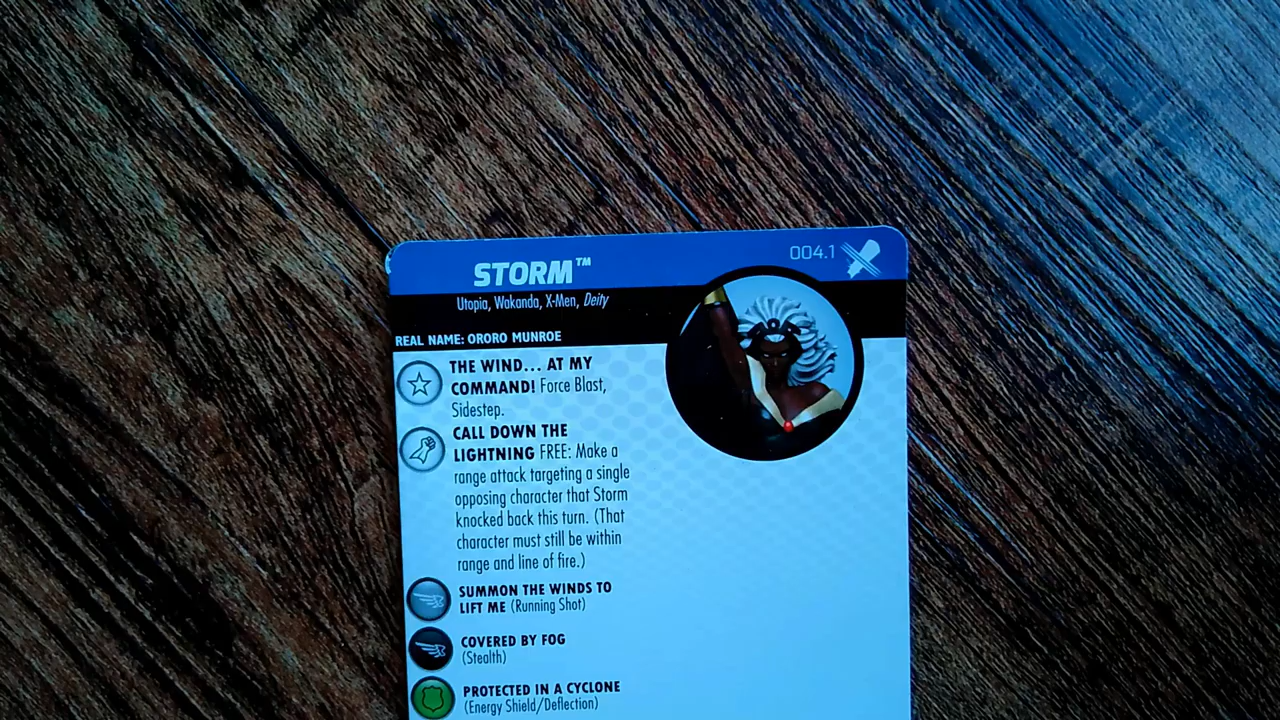 STORM™
004.1
Utopia, Wakanda, X-Men, Deity
REAL NAME: ORORO MUNROE
THE WIND... AT MY
COMMAND! Force Blast,
Sidestep.
CALL DOWN THE
LIGHTNING FREE: Make a
range attack targeting a single
opposing character that Storm
knocked back this turn. (That
character must still be within
range and line of fire.)
SUMMON THE WINDS TO
LIFT ME (Running Shot)
COVERED BY FOG
(Stealth)
PROTECTED IN A CYCLONE
(Energy Shield/Deflection)